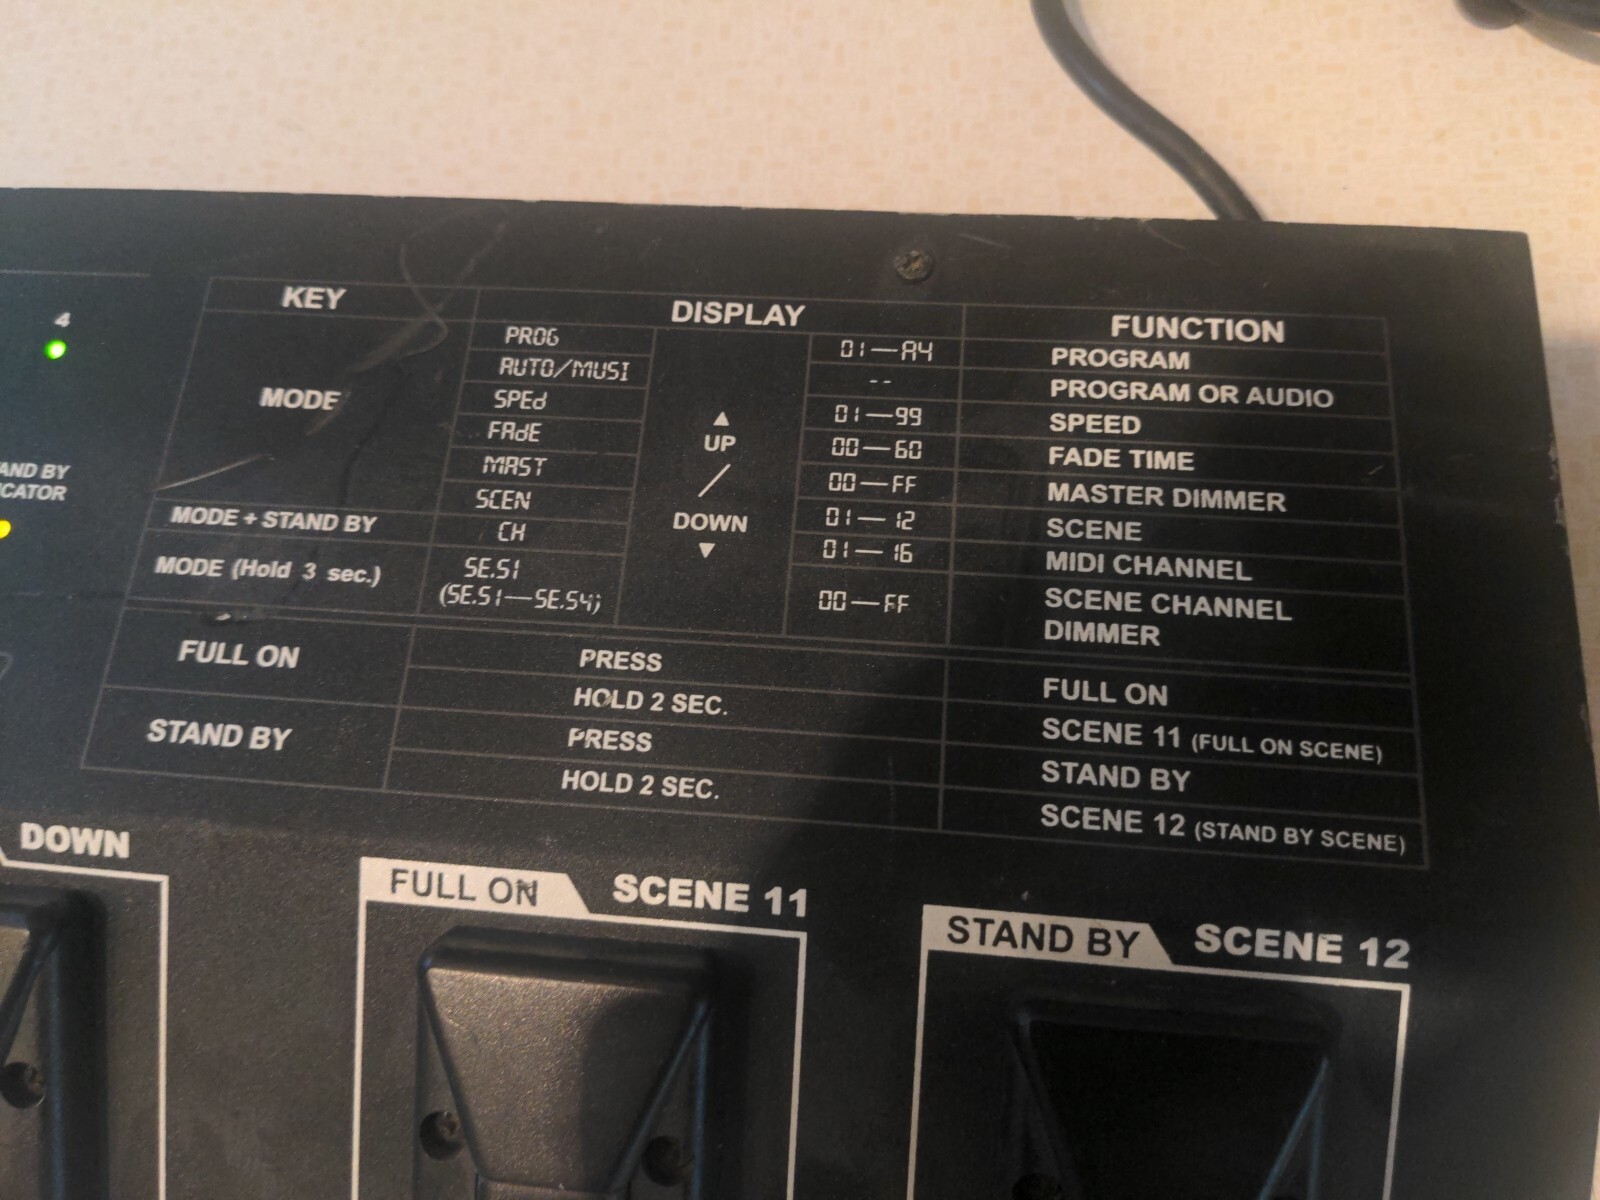 4
AND BY
CATOR
KEY DISPLAY FUNCTION
MODE
PROG 01—A4 PROGRAM
AUTO/MUSI -- PROGRAM OR AUDIO
SPEd 01—99 SPEED
FAdE 00—60 FADE TIME
MAST 00—FF MASTER DIMMER
SCEN 01—12 SCENE
▲
UP
/
DOWN
▼
MODE + STAND BY CH 01—16 MIDI CHANNEL
MODE (Hold 3 sec.) SE.S1
(SE.S1—SE.S4) 00—FF SCENE CHANNEL
DIMMER
FULL ON PRESS FULL ON
HOLD 2 SEC. SCENE 11 (FULL ON SCENE)
STAND BY PRESS STAND BY
HOLD 2 SEC. SCENE 12 (STAND BY SCENE)
DOWN
FULL ON SCENE 11
STAND BY SCENE 12